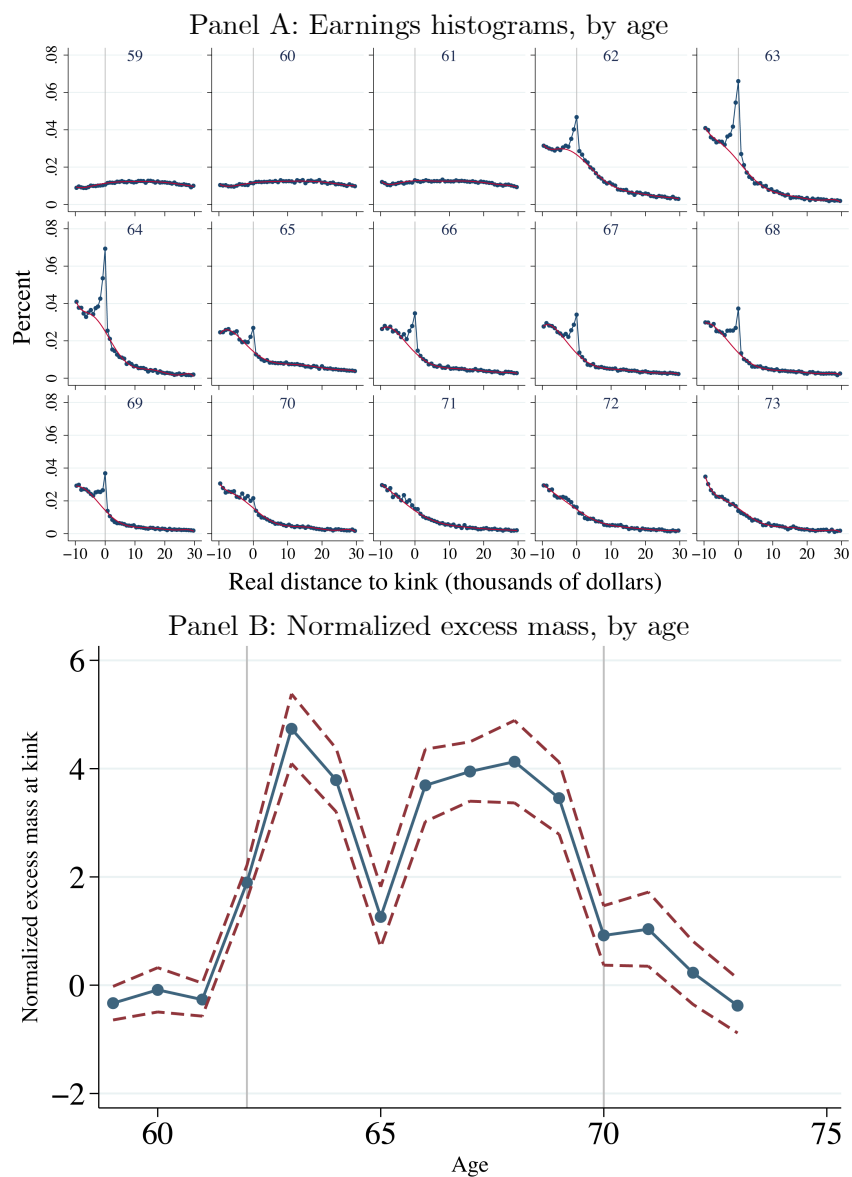 Panel A: Earnings histograms, by age
59 60 61 62 63
.08
.06
.04
.02
0
64 65 66 67 68
.08
.06
.04
.02
0
Percent
69 70 71 72 73
.08
.06
.04
.02
0
−10 0 10 20 30 −10 0 10 20 30 −10 0 10 20 30 −10 0 10 20 30 −10 0 10 20 30
Real distance to kink (thousands of dollars)
Panel B: Normalized excess mass, by age
Normalized excess mass at kink
6
4
2
0
−2
60 65 70 75
Age